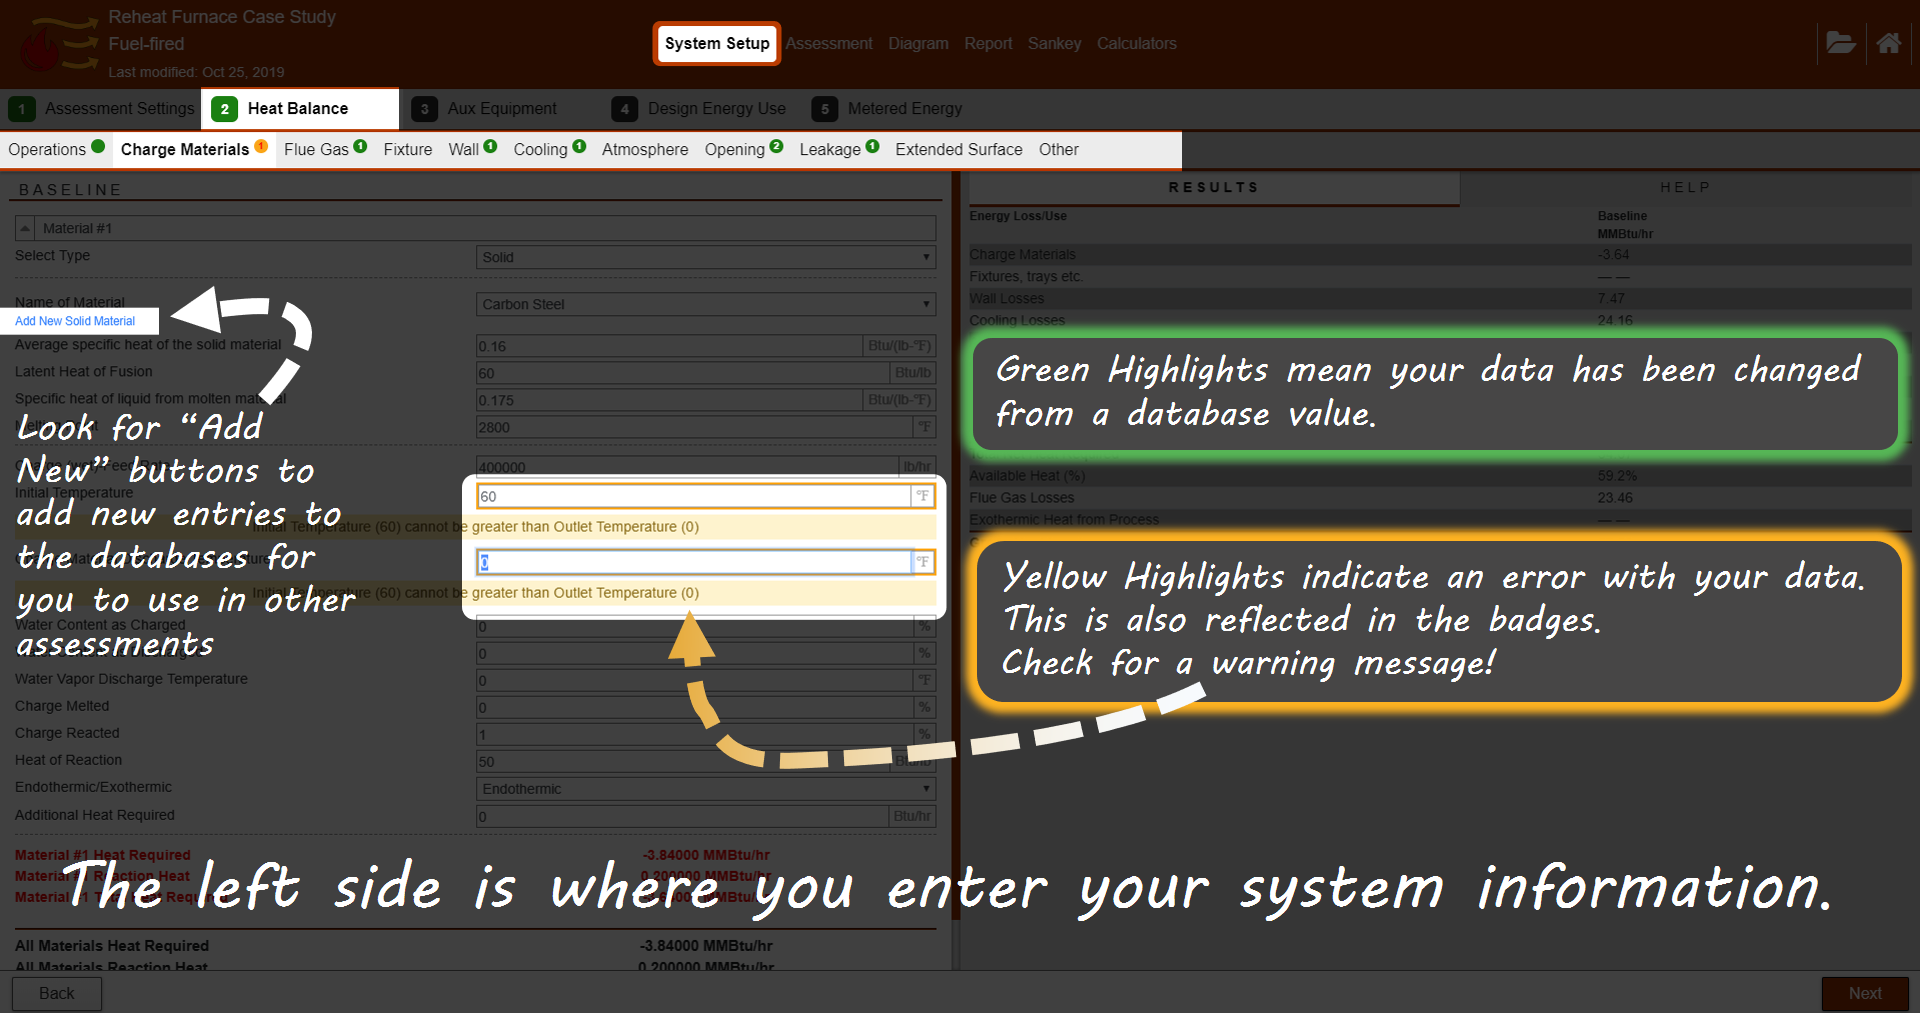 Reheat Furnace Case Study
Fuel-fired
Last modified: Oct 25, 2019
System Setup Assessment Diagram Report Sankey Calculators
1 Assessment Settings 2 Heat Balance 3 Aux Equipment 4 Design Energy Use 5 Metered Energy
Operations Charge Materials 1 Flue Gas 1 Fixture Wall 1 Cooling 1 Atmosphere Opening 2 Leakage 1 Extended Surface Other
BASELINE
Material #1
Select Type Solid
Name of Material Carbon Steel
Add New Solid Material
Average specific heat of the solid material 0.16 Btu/(lb-°F)
Latent Heat of Fusion 60 Btu/lb
Specific heat of liquid from molten material 0.175 Btu/(lb-°F)
2800 °F
400000 lb/hr
Initial Temperature 60 °F
Initial Temperature (60) cannot be greater than Outlet Temperature (0)
0 °F
Initial Temperature (60) cannot be greater than Outlet Temperature (0)
Water Content as Charged 0 %
0 %
Water Vapor Discharge Temperature 0 °F
Charge Melted 0 %
Charge Reacted 1 %
Heat of Reaction 50 Btu/lb
Endothermic/Exothermic Endothermic
Additional Heat Required 0 Btu/hr
Material #1 Heat Required -3.84000 MMBtu/hr
Material #1 Reaction Heat 0.200000 MMBtu/hr
Material #1 Total Heat Required
All Materials Heat Required -3.84000 MMBtu/hr
All Materials Reaction Heat 0.200000 MMBtu/hr
Look for “Add
New” buttons to
add new entries to
the databases for
you to use in other
assessments
RESULTS HELP
Energy Loss/Use Baseline
MMBtu/hr
Charge Materials -3.64
Fixtures, trays etc. — —
Wall Losses 7.47
Cooling Losses 24.16
Green Highlights mean your data has been changed
from a database value.
Available Heat (%) 59.2%
Flue Gas Losses 23.46
Exothermic Heat from Process — —
Yellow Highlights indicate an error with your data.
This is also reflected in the badges.
Check for a warning message!
The left side is where you enter your system information.
Back Next